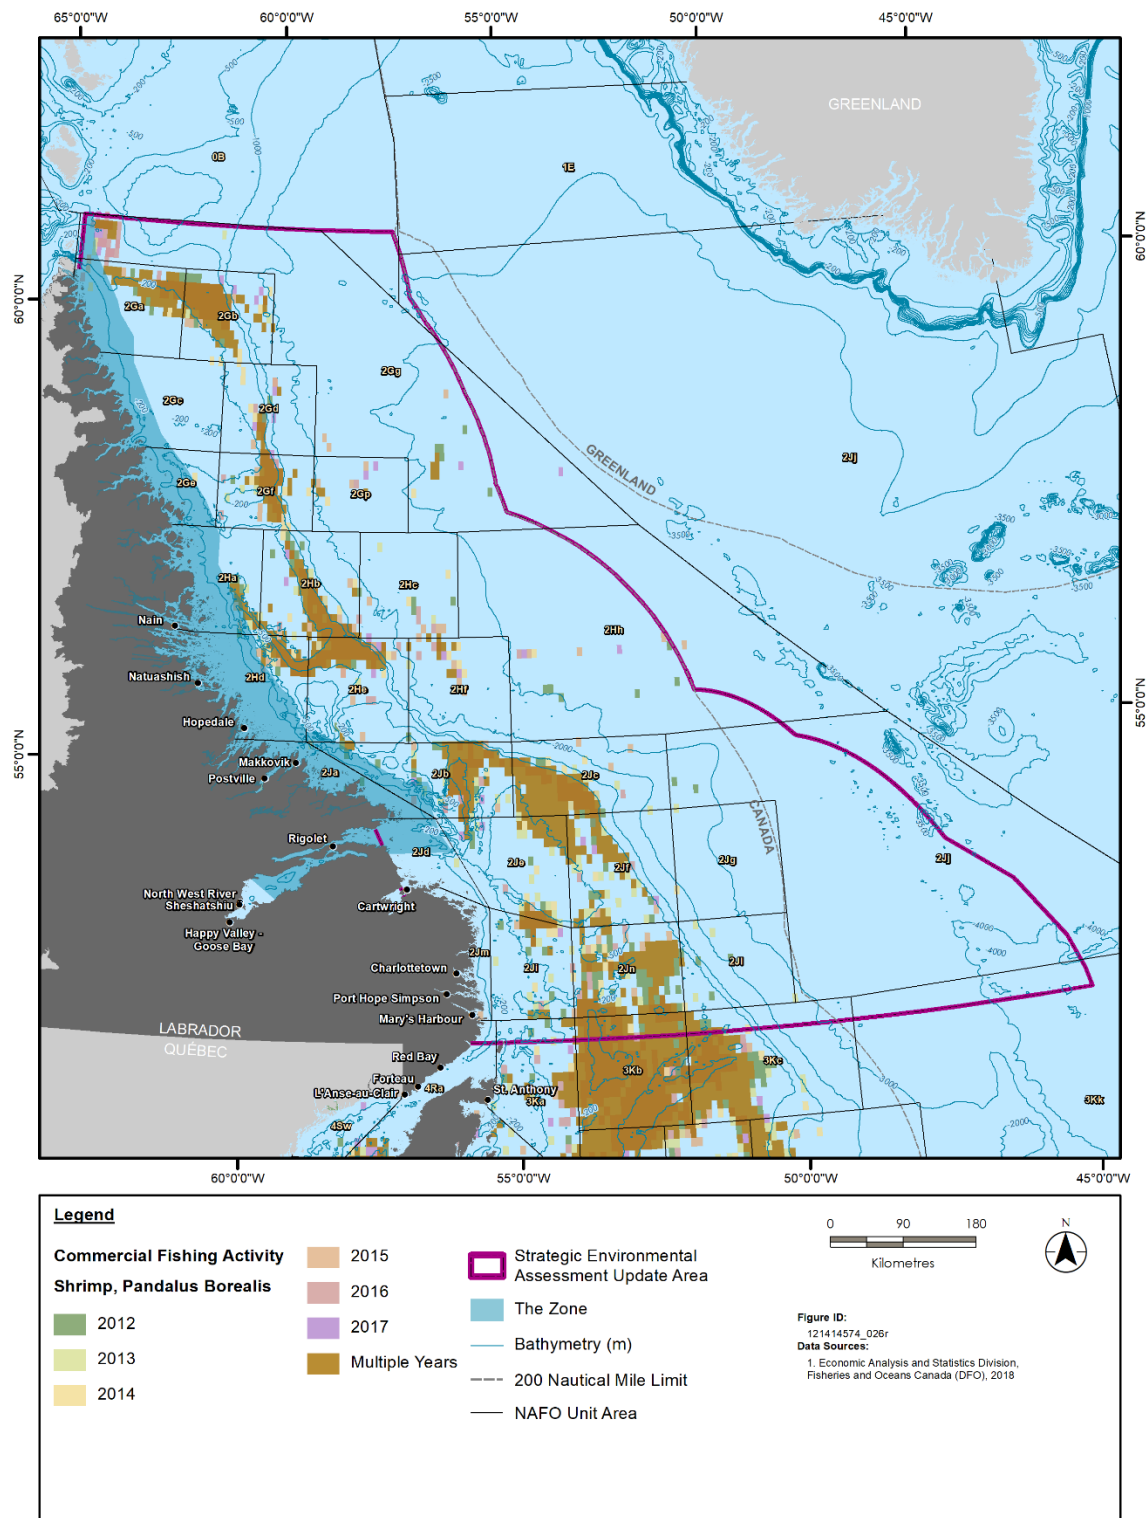 65°0'0"W 60°0'0"W 55°0'0"W 50°0'0"W 45°0'0"W
GREENLAND
0B
1E
60°0'0"N
60°0'0"N
2Ga
2Gb
2Gg
2Gc
2Gd
2Jj
GREENLAND
2Ge
2Gf
2Gp
2Ha
2Hb
2Hc
Nain
2Hh
Natuashish
2Hd
2He
2Hf
55°0'0"N
Hopedale
55°0'0"N
Makkovik
2Ja
2Jb
2Jc
Postville
CANADA
Rigolet
2Jd
2Je
2Jf
2Jg
2Jj
North West River
Sheshatshiu
Cartwright
Happy Valley -
Goose Bay
2Jm
Charlottetown
2Jl
2Jn
2Jl
Port Hope Simpson
Mary's Harbour
LABRADOR
QUÉBEC
Red Bay
3Kb
3Kc
Forteau
4Ra
St. Anthony
L'Anse-au-Clair
3Ka
3Kk
4Sw
60°0'0"W 55°0'0"W 50°0'0"W 45°0'0"W
Legend
Commercial Fishing Activity
Shrimp, Pandalus Borealis
2012
2013
2014
2015
2016
2017
Multiple Years
Strategic Environmental
Assessment Update Area
The Zone
Bathymetry (m)
200 Nautical Mile Limit
NAFO Unit Area
0 90 180
Kilometres
N
Figure ID:
121414574_026r
Data Sources:
1. Economic Analysis and Statistics Division,
Fisheries and Oceans Canada (DFO), 2018